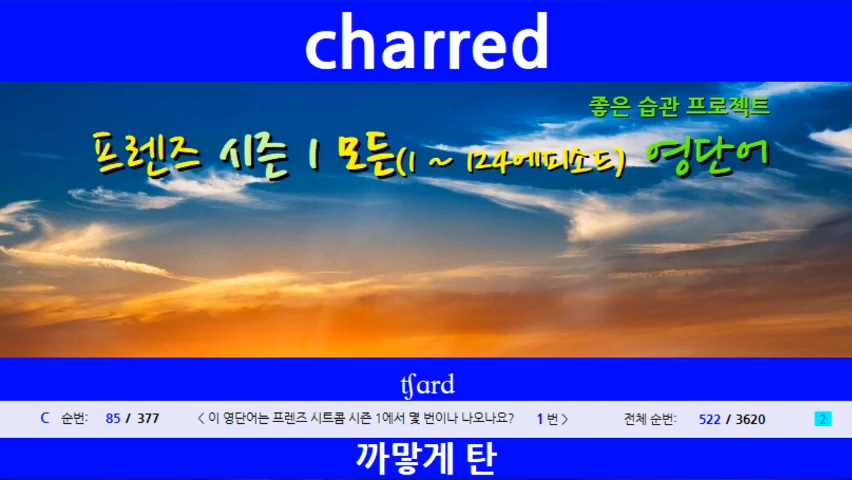 charred
좋은 습관 프로젝트
프렌즈 시즌 1 모든(1 ~ 124에피소드) 영단어
tʃɑrd
C 순번: 85 / 377 < 이 영단어는 프렌즈 시트콤 시즌 1에서 몇 번이나 나오나요? 1 번 > 전체 순번: 522 / 3620 2
까맣게 탄